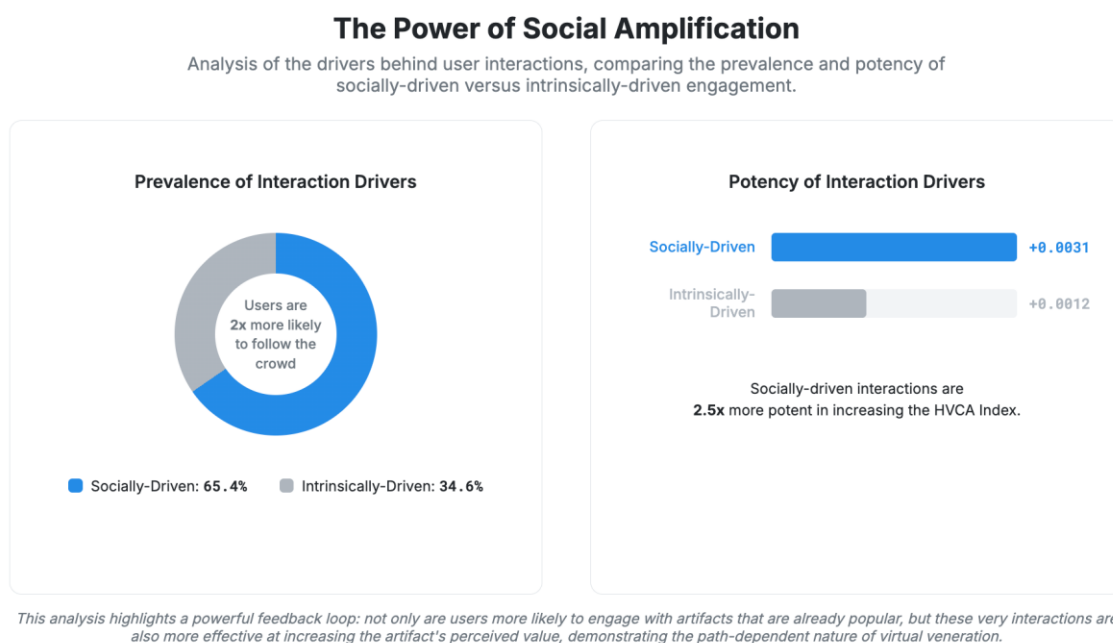 The Power of Social Amplification
Analysis of the drivers behind user interactions, comparing the prevalence and potency of
socially-driven versus intrinsically-driven engagement.
Prevalence of Interaction Drivers
Users are
2x more likely
to follow the
crowd
Socially-Driven: 65.4%
Intrinsically-Driven: 34.6%
Potency of Interaction Drivers
Socially-Driven
+0.0031
Intrinsically-
Driven
+0.0012
Socially-driven interactions are
2.5x more potent in increasing the HVCA Index.
This analysis highlights a powerful feedback loop: not only are users more likely to engage with artifacts that are already popular, but these very interactions are
also more effective at increasing the artifact's perceived value, demonstrating the path-dependent nature of virtual veneration.